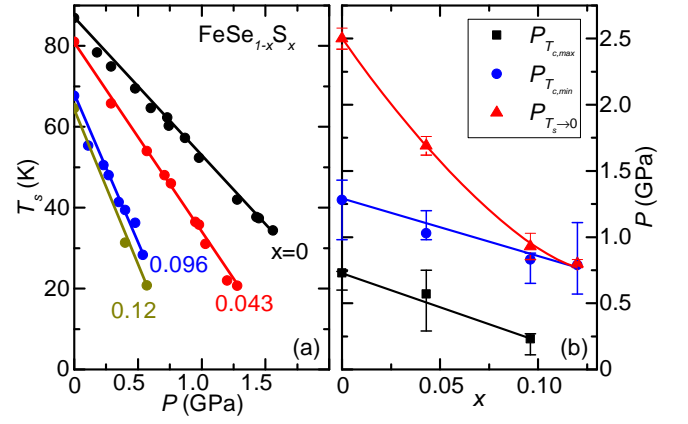 FeSe1-xSx
80
60
40
20
0
Ts (K)
0.0 0.5 1.0 1.5
P (GPa)
x=0
0.096
0.043
0.12
(a)
PTc,max
PTc,min
PTs→0
2.5
2.0
1.5
1.0
0.5
0.0
P (GPa)
0 0.05 0.10
x
(b)